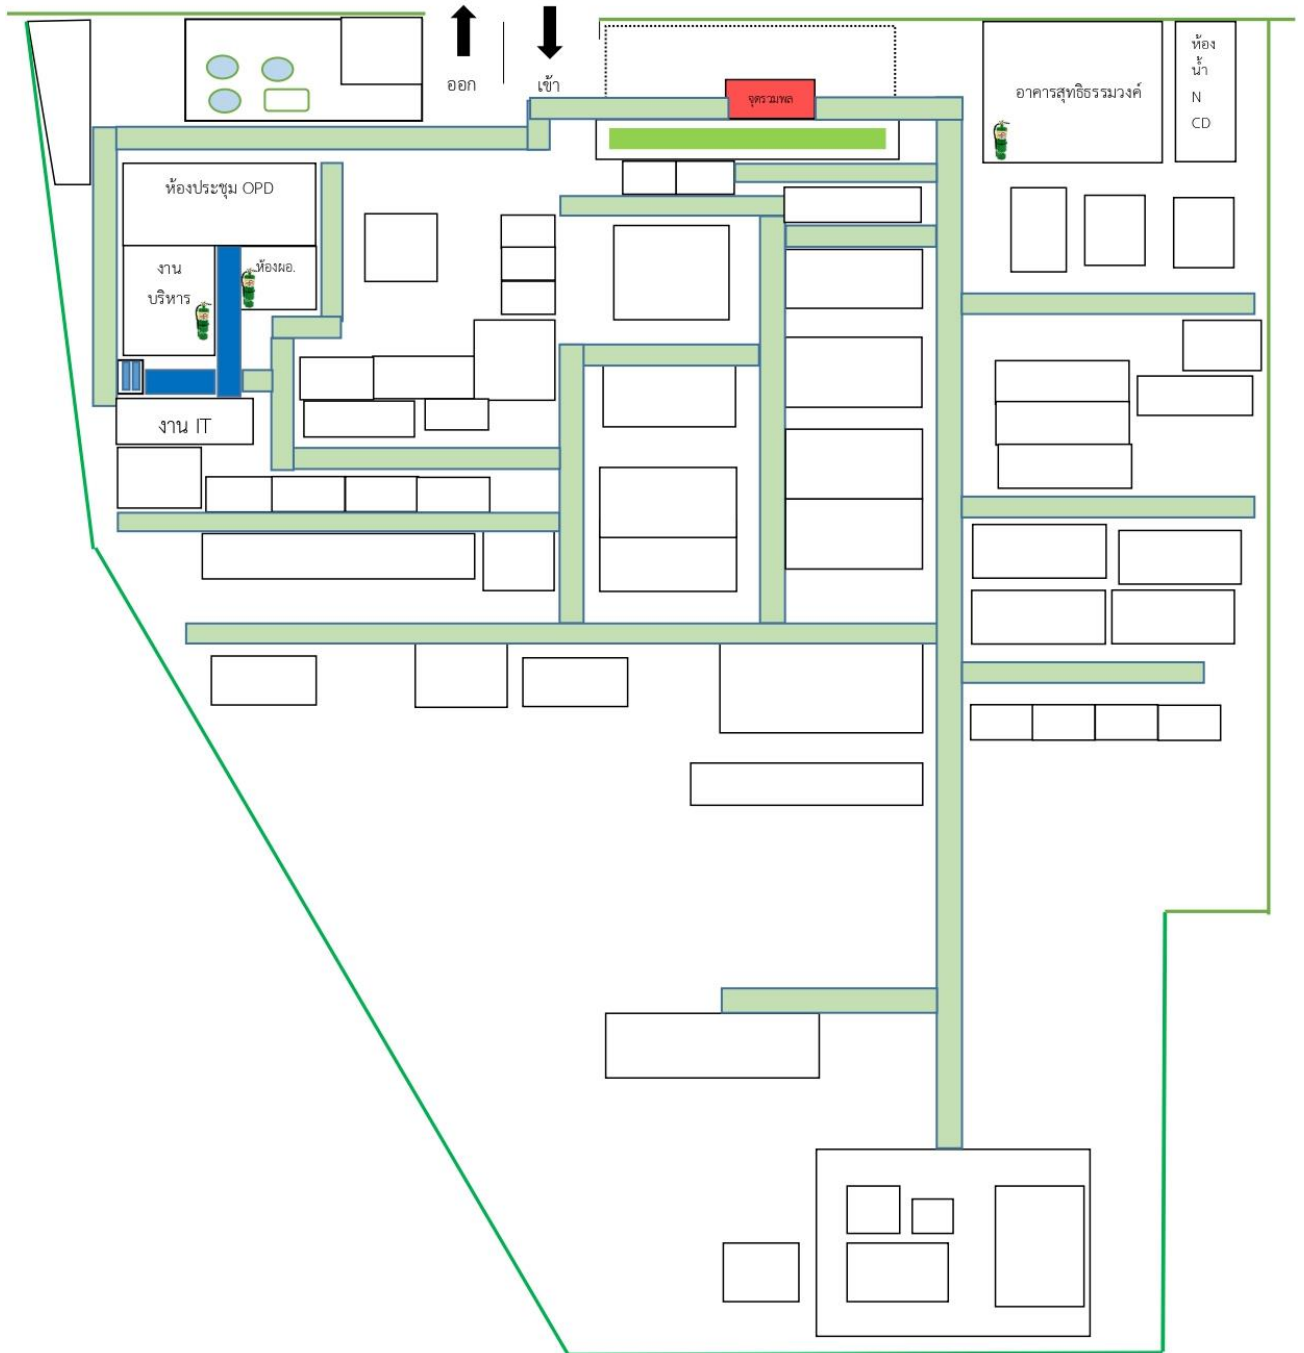 ออก
เข้า
จุดรวมพล
อาคารสุทธิธรรมวงค์
ห้อง
น้ำ
N
CD
ห้องประชุม OPD
งาน
บริหาร
ห้องผอ.
งาน IT